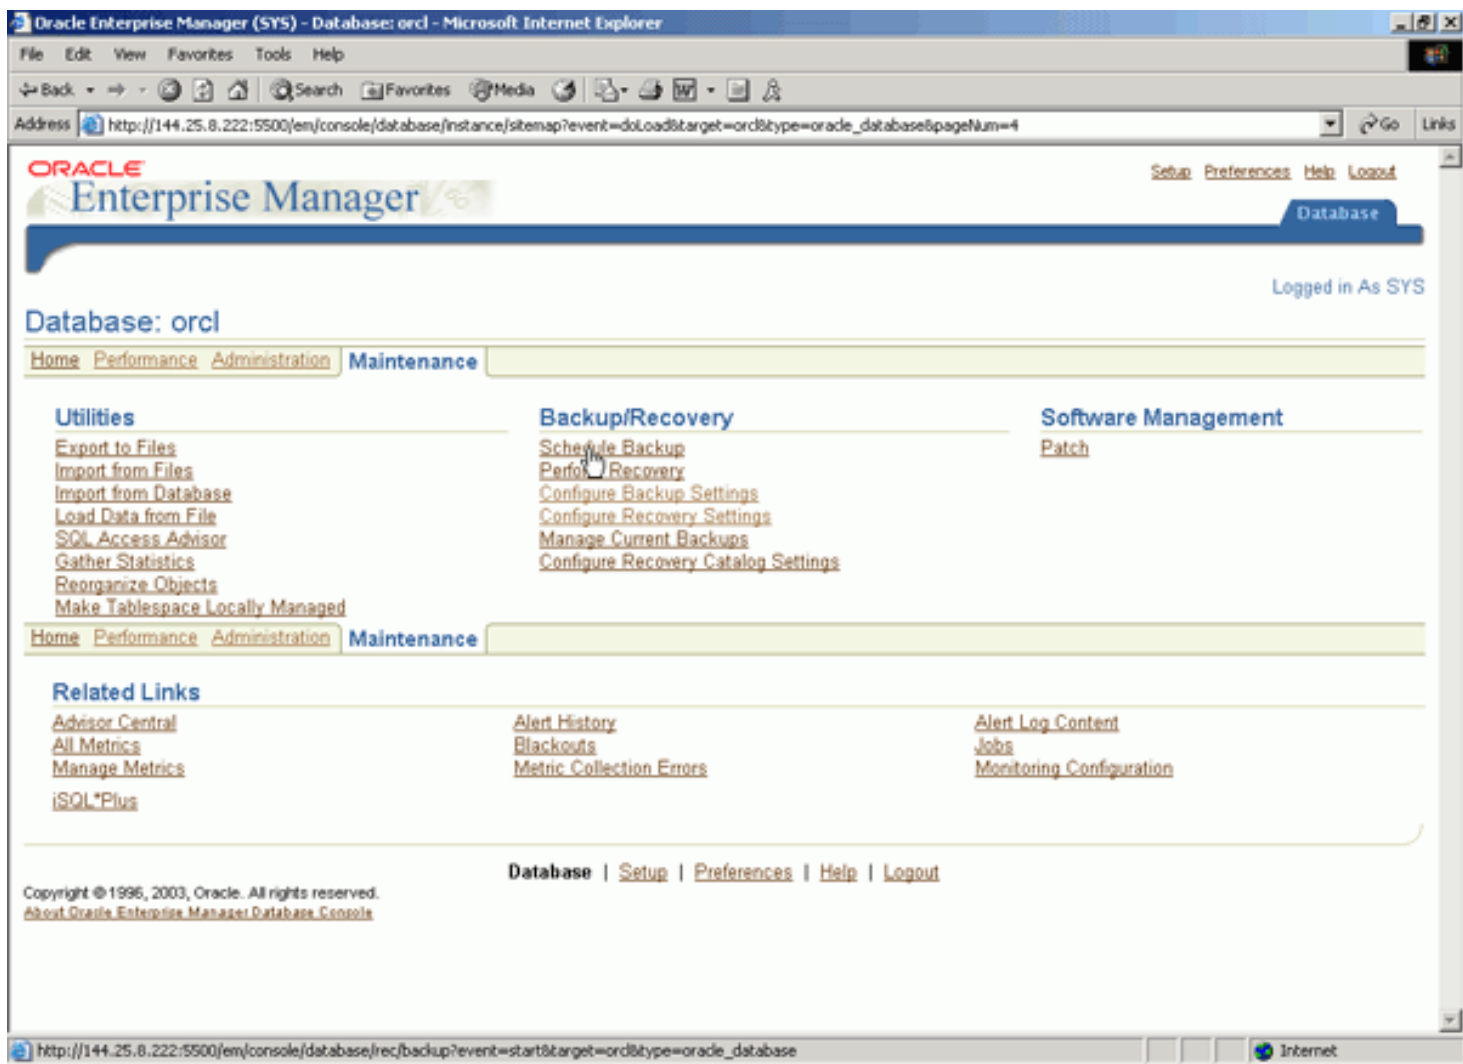 Oracle Enterprise Manager (SYS) - Database: orcl - Microsoft Internet Explorer
File Edit View Favorites Tools Help
Back Search Favorites Media
Address http://144.25.8.222:5500/em/console/database/instance/sitemap?event=doLoad&target=orcl&type=oracle_database&pageNum=4 Go Links
ORACLE
Enterprise Manager
Setup Preferences Help Logout
Database
Logged in As SYS
Database: orcl
Home Performance Administration Maintenance
Utilities Backup/Recovery Software Management
Export to Files Schedule Backup Patch
Import from Files Perform Recovery
Import from Database Configure Backup Settings
Load Data from File Configure Recovery Settings
SQL Access Advisor Manage Current Backups
Gather Statistics Configure Recovery Catalog Settings
Reorganize Objects
Make Tablespace Locally Managed
Home Performance Administration Maintenance
Related Links
Advisor Central Alert History Alert Log Content
All Metrics Blackouts Jobs
Manage Metrics Metric Collection Errors Monitoring Configuration
iSQL*Plus
Database | Setup | Preferences | Help | Logout
Copyright © 1996, 2003, Oracle. All rights reserved.
About Oracle Enterprise Manager Database Console
http://144.25.8.222:5500/em/console/database/rec/backup?event=start&target=orcl&type=oracle_database Internet